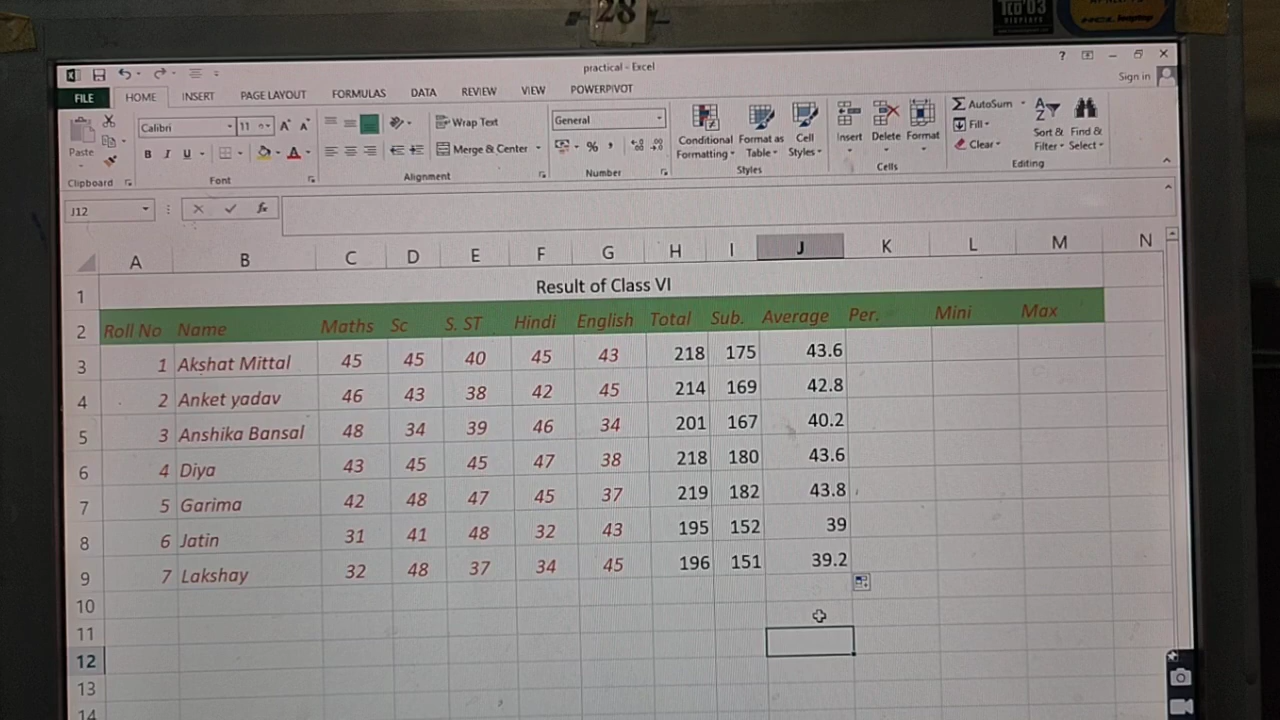 28
TCO'03
practical - Excel
? X
Sign in
FILE HOME INSERT PAGE LAYOUT FORMULAS DATA REVIEW VIEW POWERPIVOT
Calibri 11 A A Wrap Text General AutoSum
Paste B I U A Merge & Center % , Conditional Formatting Format as Table Cell Styles Insert Delete Format Fill Clear Sort & Filter Find & Select
Clipboard Font Alignment Number Styles Cells Editing
J12 fx
A B C D E F G H I J K L M N
1 Result of Class VI
2 Roll No Name Maths Sc S. ST Hindi English Total Sub. Average Per. Mini Max
3 1 Akshat Mittal 45 45 40 45 43 218 175 43.6
4 2 Anket yadav 46 43 38 42 45 214 169 42.8
5 3 Anshika Bansal 48 34 39 46 34 201 167 40.2
6 4 Diya 43 45 45 47 38 218 180 43.6
7 5 Garima 42 48 47 45 37 219 182 43.8
8 6 Jatin 31 41 48 32 43 195 152 39
9 7 Lakshay 32 48 37 34 45 196 151 39.2
10
11
12
13
14